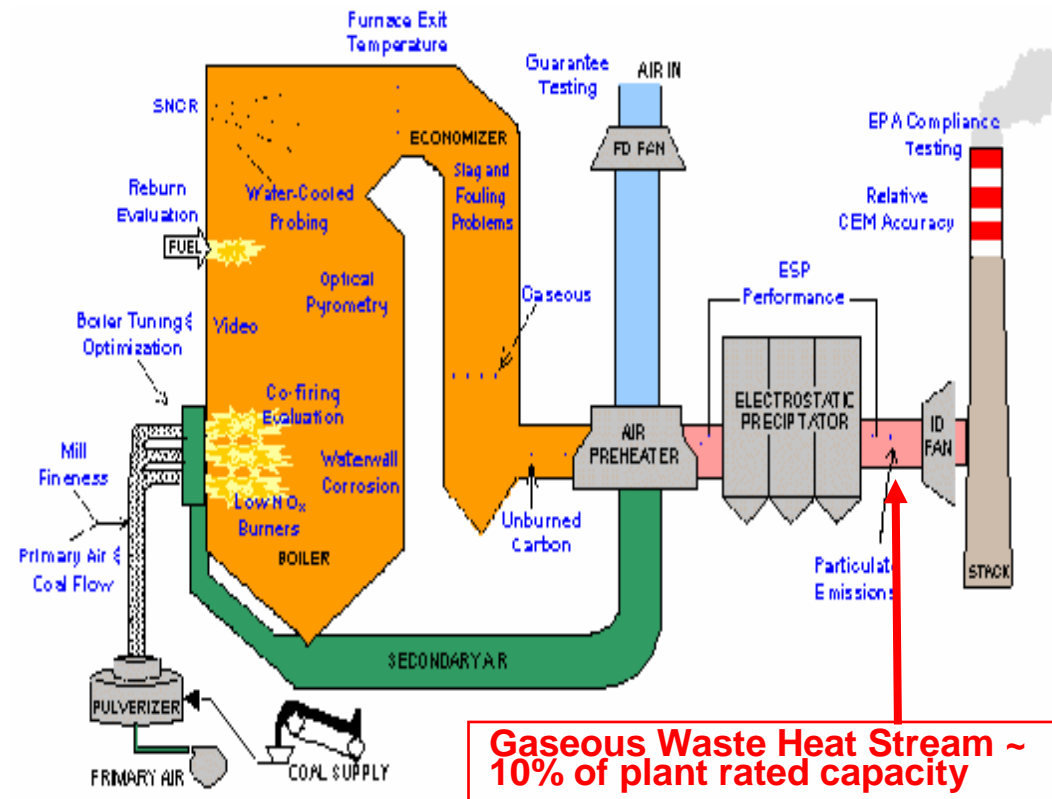 Furnace Exit
Temperature
Guarantee
Testing
AIR IN
SNCR
ECONOMIZER
FD FAN
EPA Compliance
Testing
Slag and
Fouling
Problems
Reburn
Evaluation
Water-Cooled
Probing
Relative
CEM Accuracy
FUEL
Optical
Pyrometry
Gaseous
ESP
Performance
Boiler Tuning &
Optimization
Video
Co-firing
Evaluation
ELECTROSTATIC
PRECIPTATOR
AIR
PREHEATER
ID
FAN
Mill
Fineness
Waterwall
Corrosion
Low NOx
Burners
Unburned
Carbon
BOILER
Primary Air &
Coal Flow
Particulate
Emissions
STACK
SECONDARY AIR
PULVERIZER
PRIMARY AIR
COAL SUPPLY
Gaseous Waste Heat Stream ~
10% of plant rated capacity